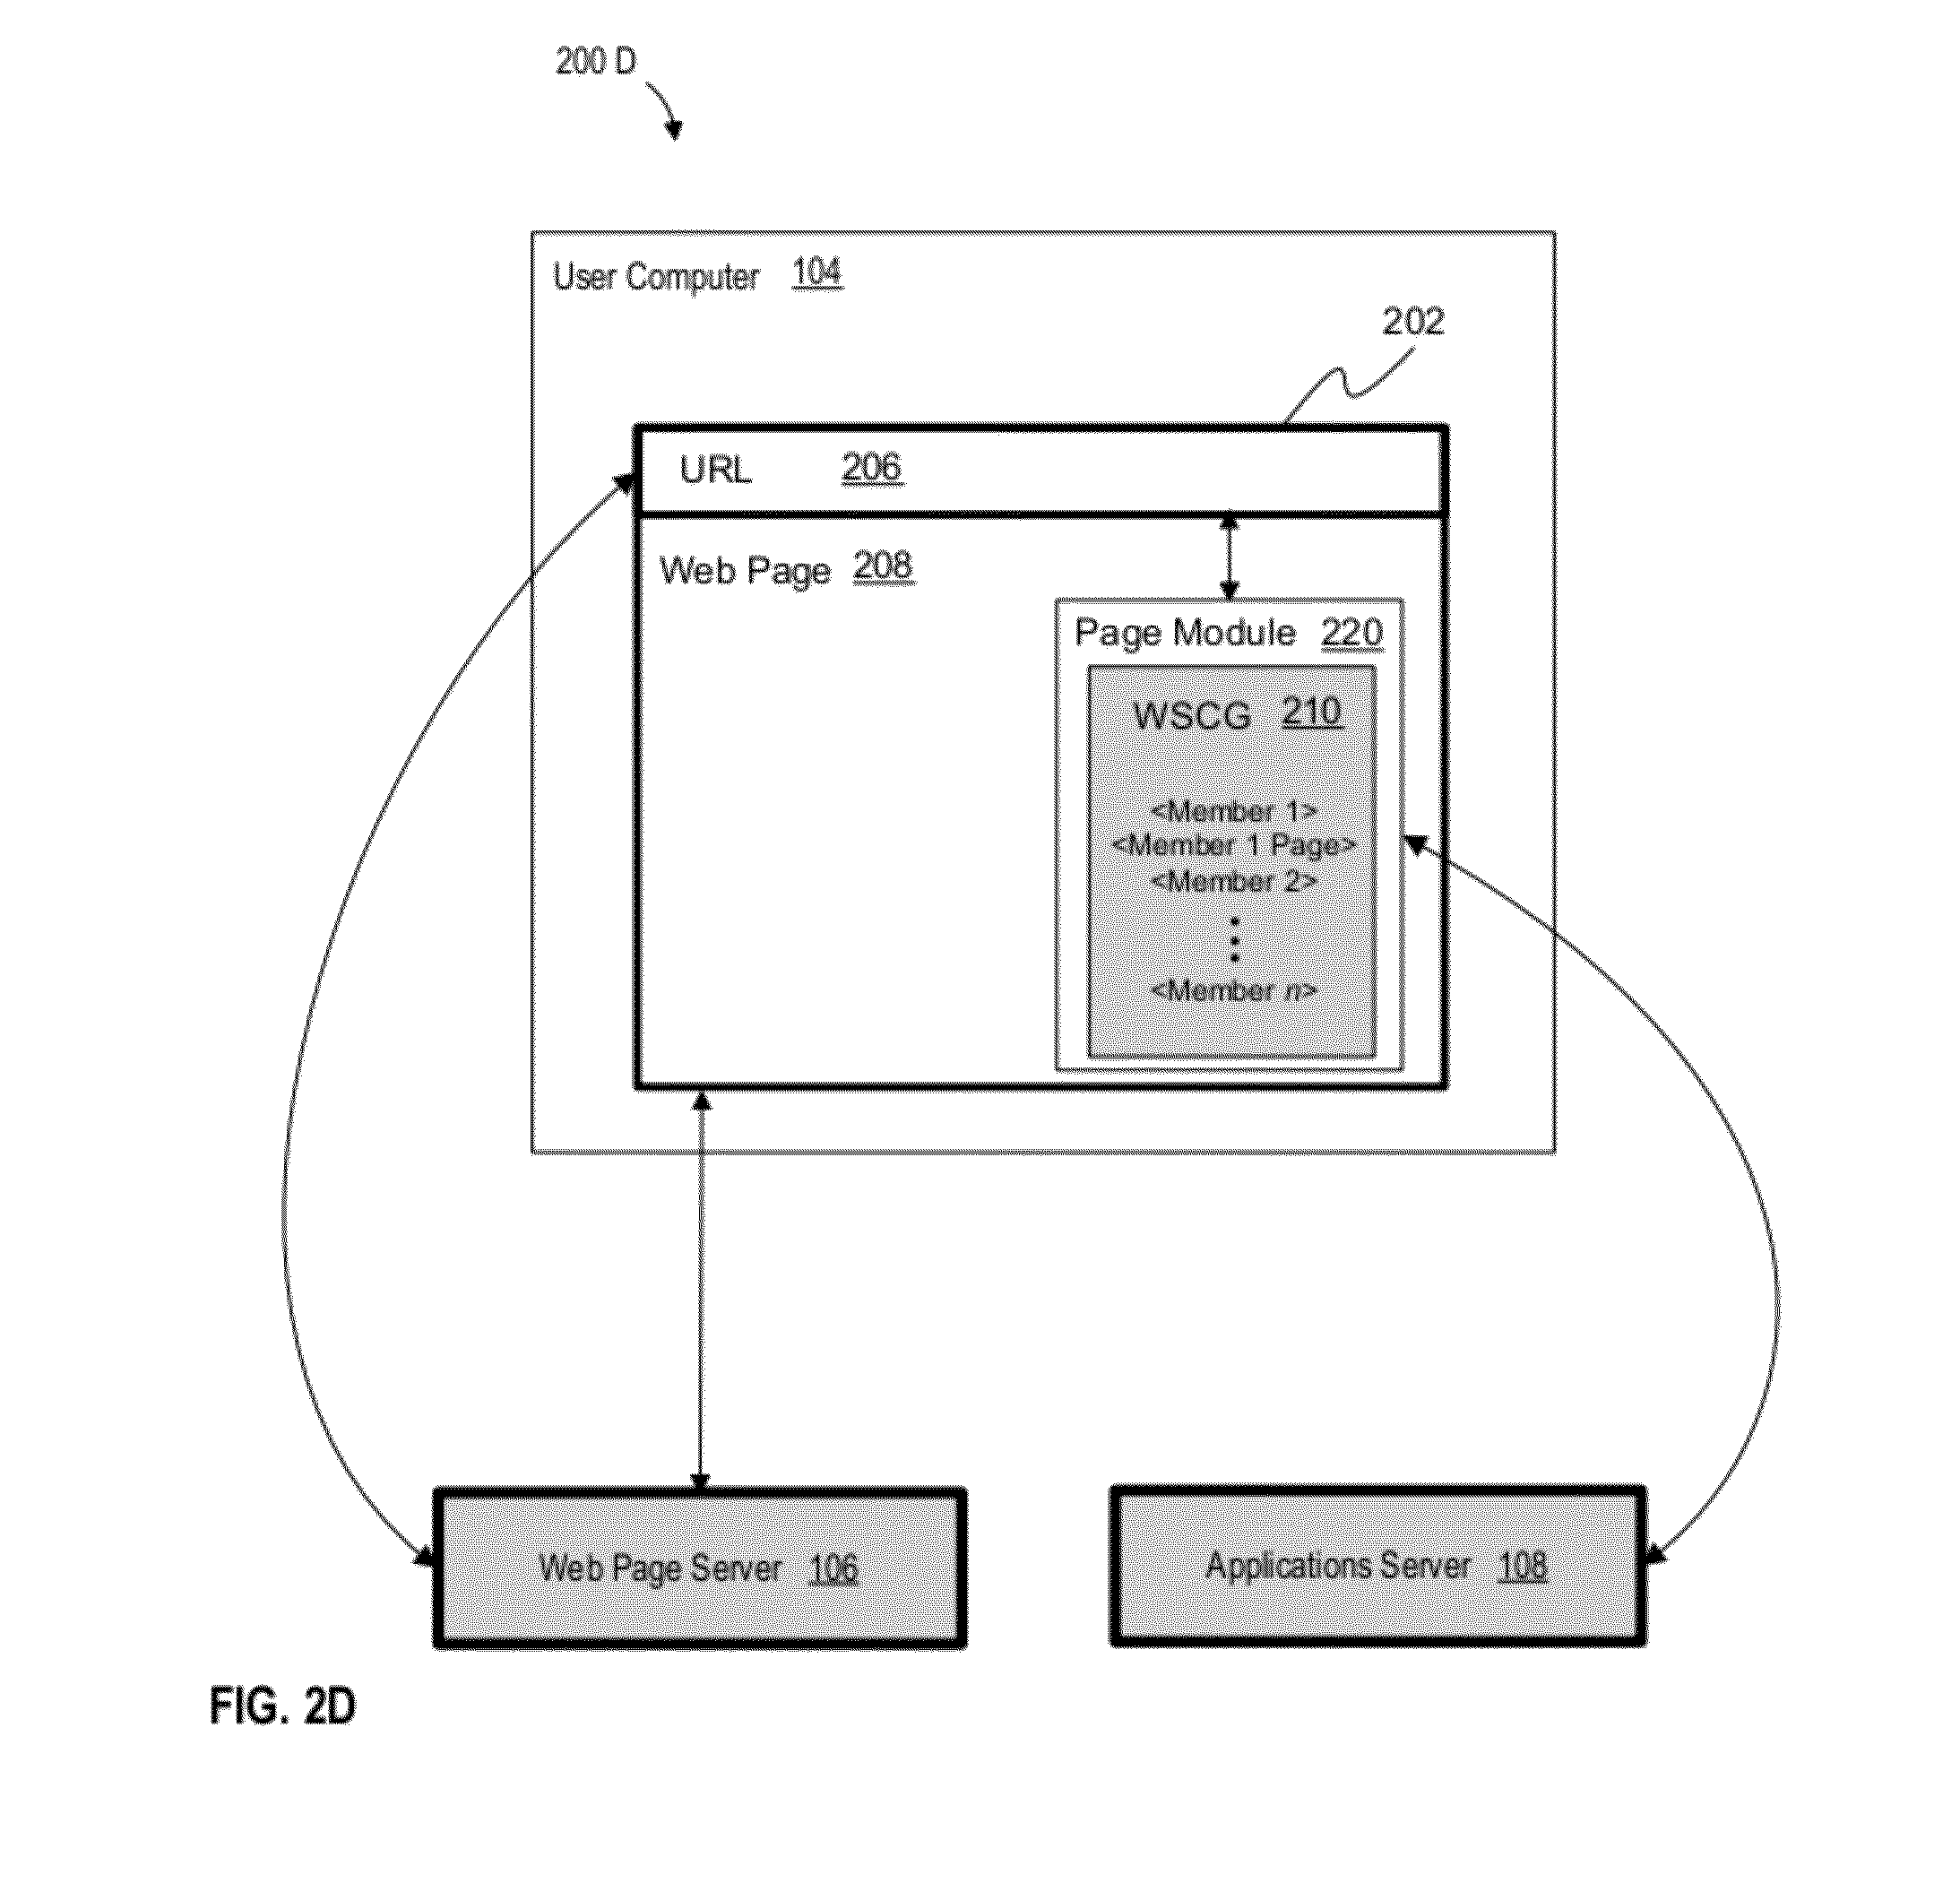 200 D
User Computer 104
202
URL 206
Web Page 208
Page Module 220
WSCG 210
<Member 1>
<Member 1 Page>
<Member 2>
<Member n>
Web Page Server 106
Applications Server 108
FIG. 2D